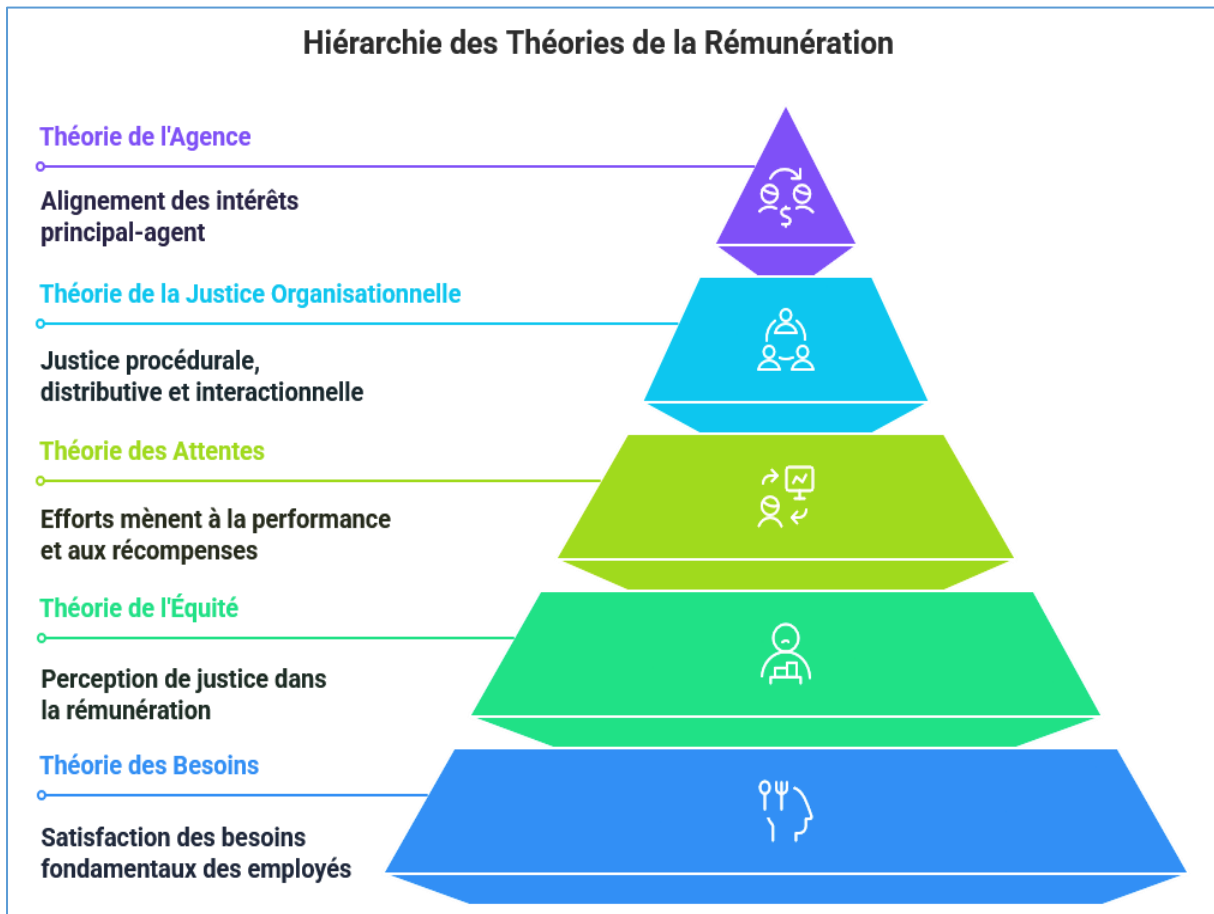 Hiérarchie des Théories de la Rémunération
Théorie de l'Agence
Alignement des intérêts
principal-agent
Théorie de la Justice Organisationnelle
Justice procédurale,
distributive et interactionnelle
Théorie des Attentes
Efforts mènent à la performance
et aux récompenses
Théorie de l'Équité
Perception de justice dans
la rémunération
Théorie des Besoins
Satisfaction des besoins
fondamentaux des employés